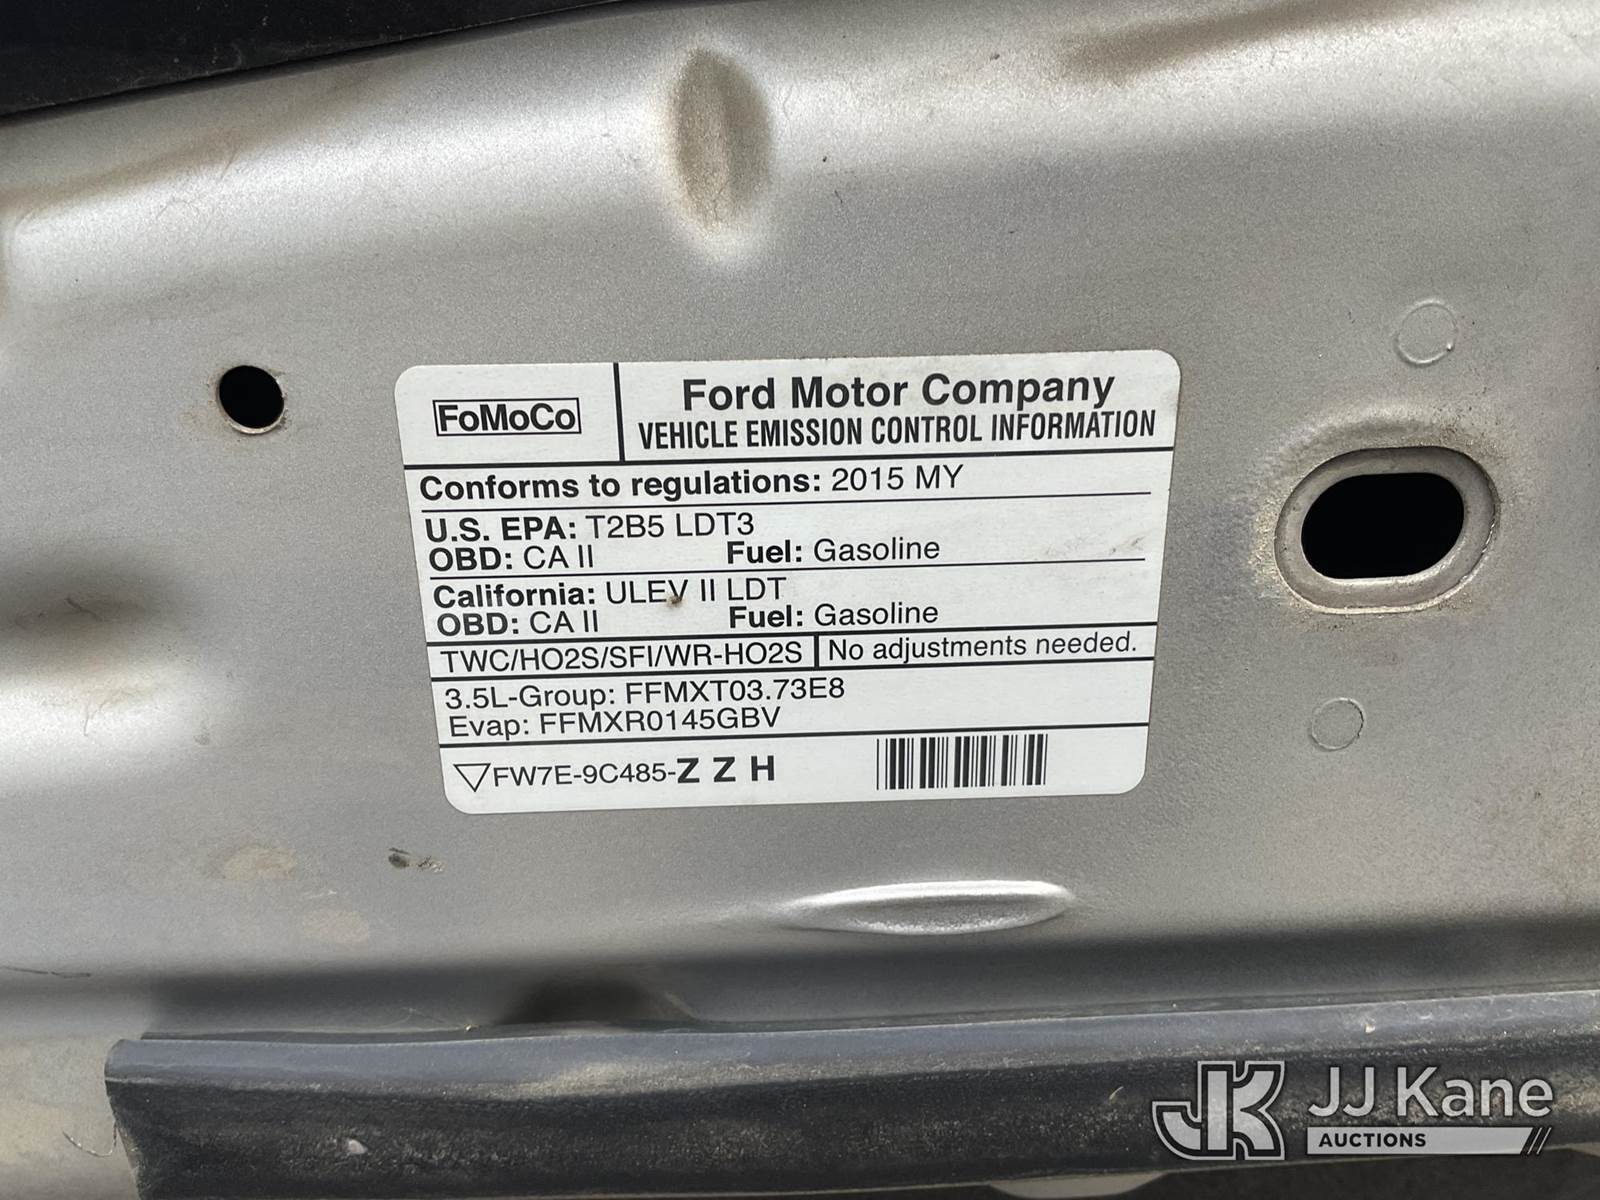 FoMoCo
Ford Motor Company
VEHICLE EMISSION CONTROL INFORMATION
Conforms to regulations: 2015 MY
U.S. EPA: T2B5 LDT3
OBD: CA II Fuel: Gasoline
California: ULEV II LDT
OBD: CA II Fuel: Gasoline
TWC/HO2S/SFI/WR-HO2S No adjustments needed.
3.5L-Group: FFMXT03.73E8
Evap: FFMXR0145GBV
FW7E-9C485-Z Z H
JK JJ Kane
AUCTIONS